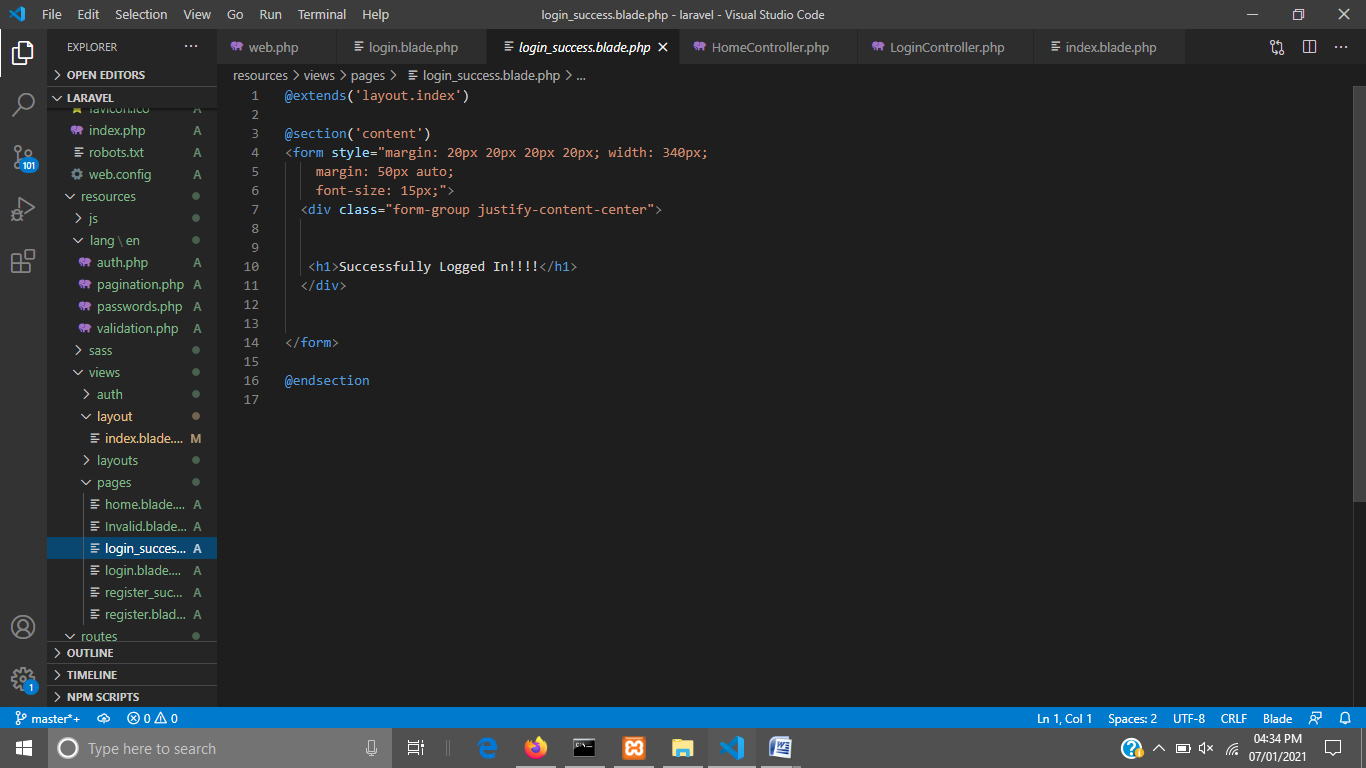 File Edit Selection View Go Run Terminal Help
login_success.blade.php - laravel - Visual Studio Code
EXPLORER
web.php
login.blade.php
login_success.blade.php
HomeController.php
LoginController.php
index.blade.php
OPEN EDITORS
LARAVEL
resources > views > pages > login_success.blade.php > ...
favicon.ico A
index.php A
robots.txt A
web.config A
resources
js
lang \ en
auth.php A
pagination.php A
passwords.php A
validation.php A
sass
views
auth
layout
index.blade.... M
layouts
pages
home.blade.... A
Invalid.blade... A
login_succes... A
login.blade.... A
register_suc... A
register.blad... A
routes
OUTLINE
TIMELINE
NPM SCRIPTS
101
1
1 @extends('layout.index')
2
3 @section('content')
4 <form style="margin: 20px 20px 20px 20px; width: 340px;
5 margin: 50px auto;
6 font-size: 15px;">
7 <div class="form-group justify-content-center">
8
9
10 <h1>Successfully Logged In!!!!</h1>
11 </div>
12
13
14 </form>
15
16 @endsection
17
master*+ 0 0 Ln 1, Col 1 Spaces: 2 UTF-8 CRLF Blade
Type here to search
04:34 PM
07/01/2021